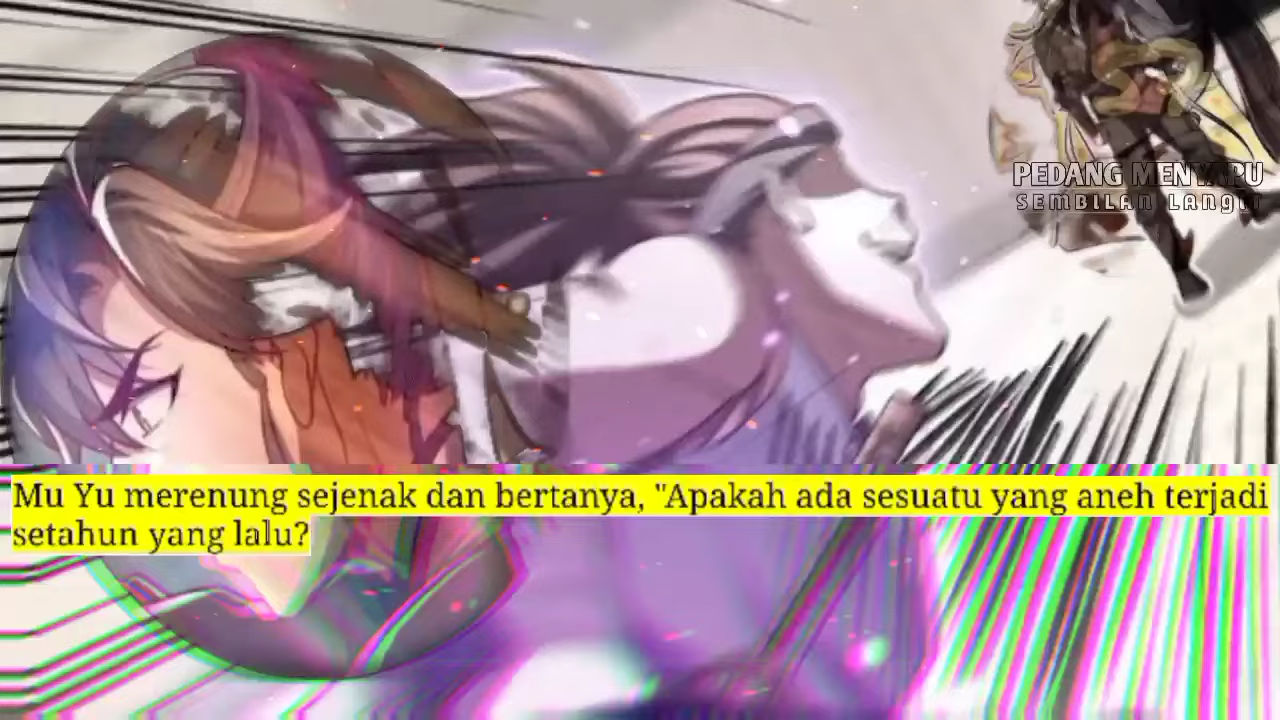 PEDANG MENYAPU
SEMBILAN LANGIT
Mu Yu merenung sejenak dan bertanya, "Apakah ada sesuatu yang aneh terjadi
setahun yang lalu?